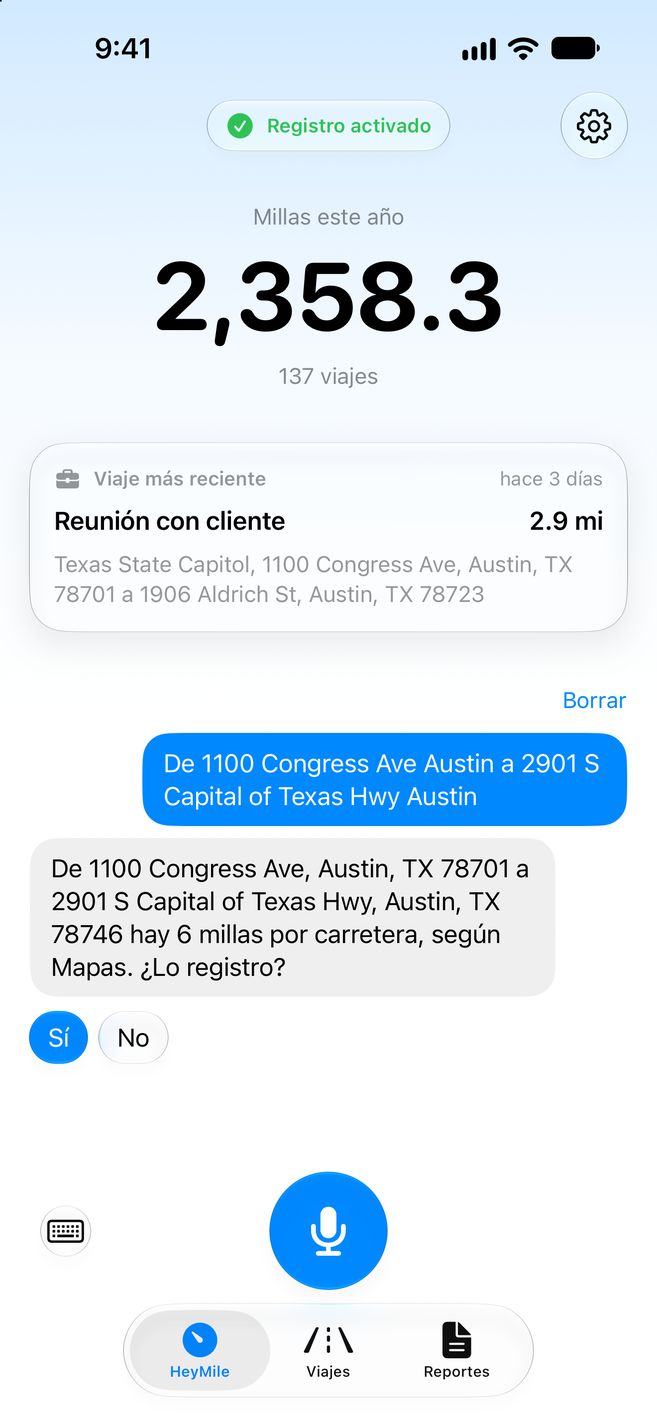 9:41
Registro activado
Millas este año
2,358.3
137 viajes
Viaje más reciente
hace 3 días
Reunión con cliente
2.9 mi
Texas State Capitol, 1100 Congress Ave, Austin, TX
78701 a 1906 Aldrich St, Austin, TX 78723
Borrar
De 1100 Congress Ave Austin a 2901 S
Capital of Texas Hwy Austin
De 1100 Congress Ave, Austin, TX 78701 a
2901 S Capital of Texas Hwy, Austin, TX
78746 hay 6 millas por carretera, según
Mapas. ¿Lo registro?
Sí
No
HeyMile
Viajes
Reportes